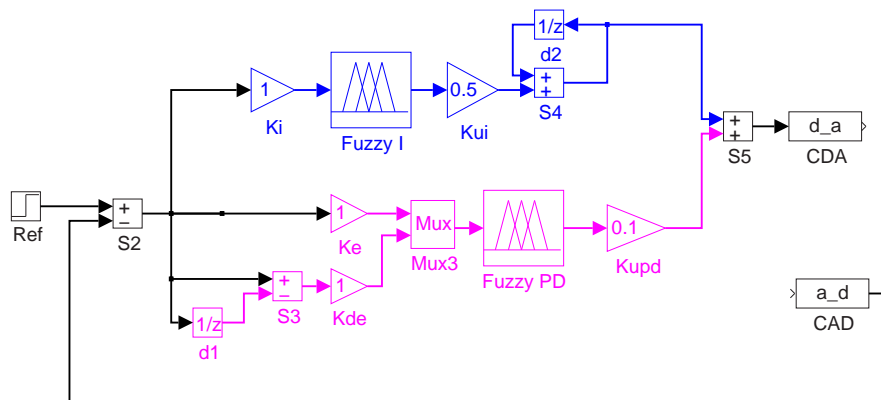 1/z
d2
1
Ki
Fuzzy I
0.5
Kui
+
+
S4
+
+
S5
d_a
CDA
Ref
+
−
S2
1
Ke
Mux
Mux3
Fuzzy PD
0.1
Kupd
+
−
S3
1
Kde
1/z
d1
a_d
CAD